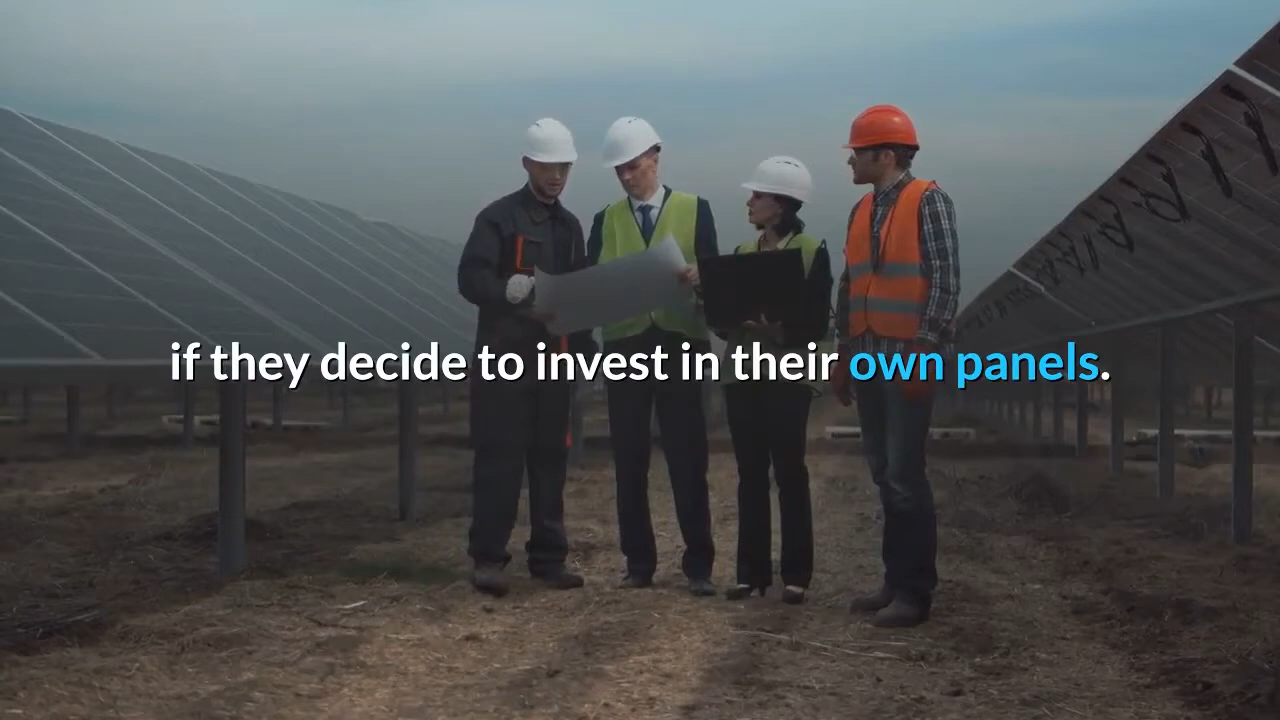 if they decide to invest in their own panels.